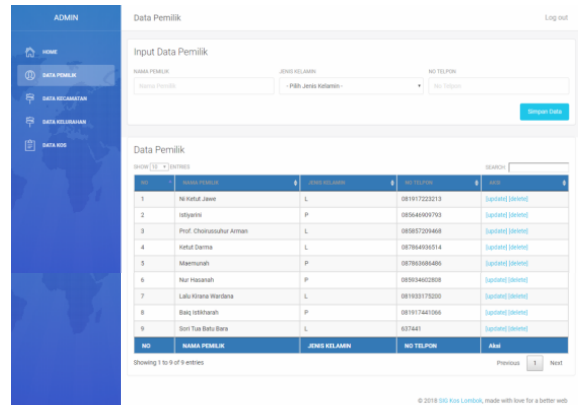 ADMIN
Data Pemilik
Log out
HOME
DATA PEMILIK
DATA KECAMATAN
DATA KELURAHAN
DATA KOS
Input Data Pemilik
NAMA PEMILIK
JENIS KELAMIN
NO TELPON
Nama Pemilik
- Pilih Jenis Kelamin -
No Telpon
Simpan Data
Data Pemilik
SHOW 10 ENTRIES
SEARCH:
NO NAMA PEMILIK JENIS KELAMIN NO TELPON AKSI
1 Ni Ketut Jawe L 081917223213 [update] [delete]
2 Istiyarini P 085646909793 [update] [delete]
3 Prof. Choirussuhur Arman L 085857209468 [update] [delete]
4 Ketut Darma L 087864936514 [update] [delete]
5 Maemunah P 087863686486 [update] [delete]
6 Nur Hasanah P 085934602808 [update] [delete]
7 Lalu Kirana Wardana L 081933175200 [update] [delete]
8 Baiq Istikharah P 081917441066 [update] [delete]
9 Sori Tua Batu Bara L 637441 [update] [delete]
NO NAMA PEMILIK JENIS KELAMIN NO TELPON Aksi
Showing 1 to 9 of 9 entries
Previous 1 Next
© 2018 SIG Kos Lombok, made with love for a better web